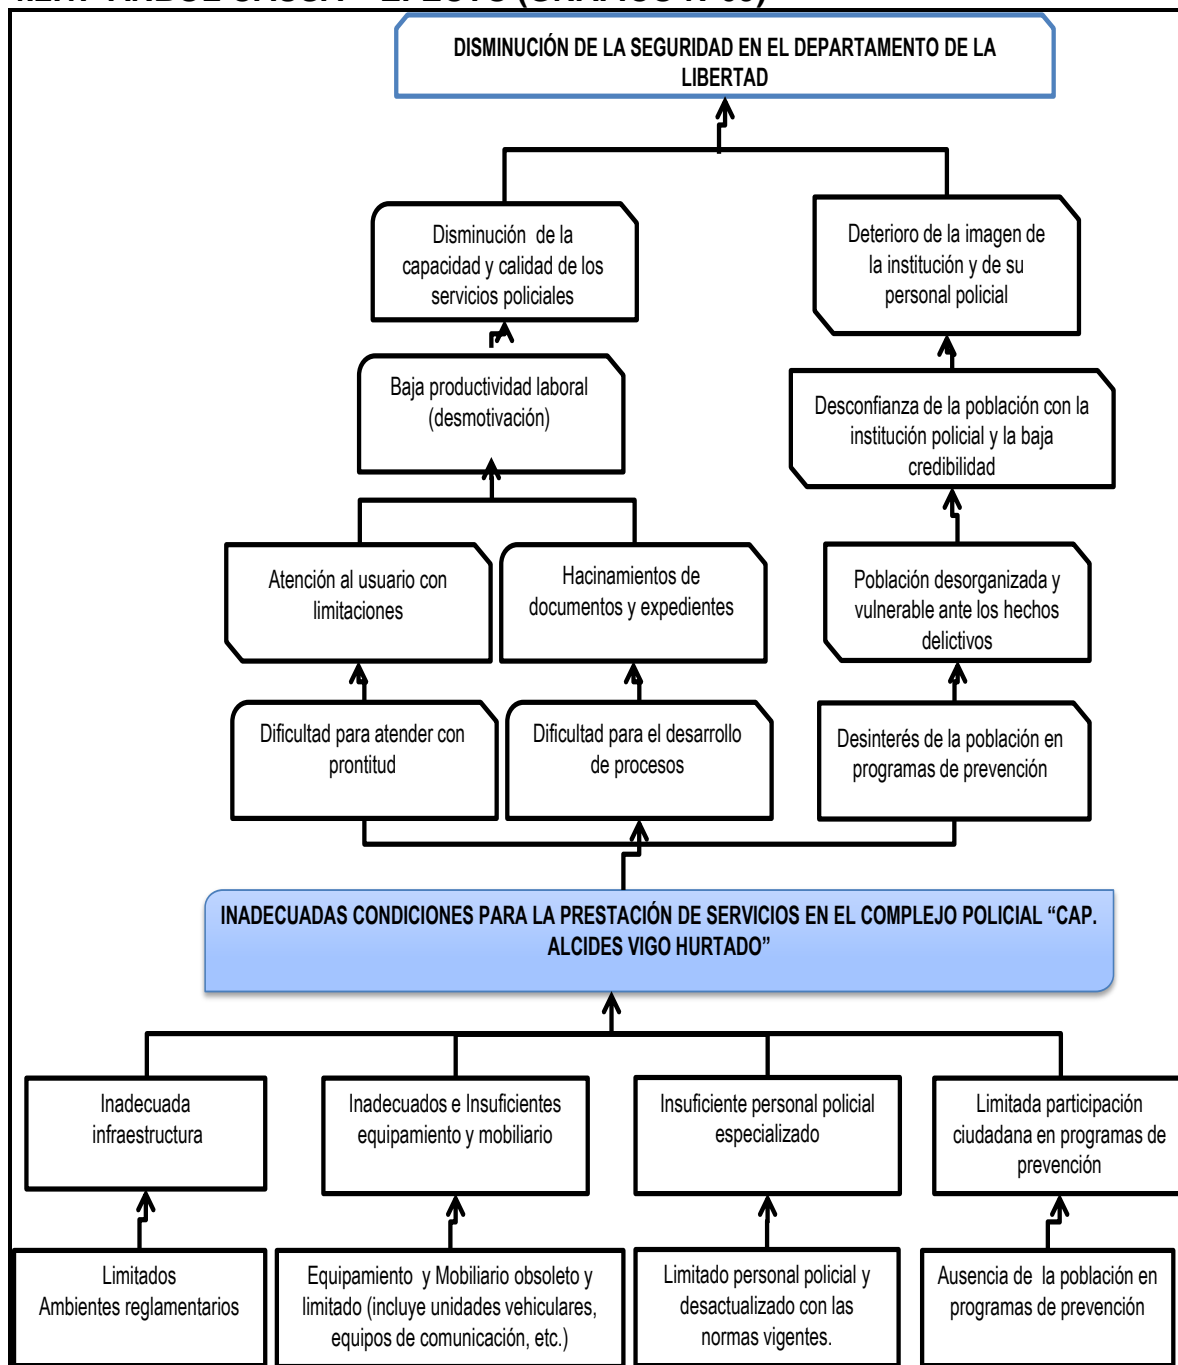 DISMINUCIÓN DE LA SEGURIDAD EN EL DEPARTAMENTO DE LA
LIBERTAD
Disminución de la
capacidad y calidad de los
servicios policiales
Deterioro de la imagen de
la institución y de su
personal policial
Baja productividad laboral
(desmotivación)
Desconfianza de la población con la
institución policial y la baja
credibilidad
Atención al usuario con
limitaciones
Hacinamientos de
documentos y expedientes
Población desorganizada y
vulnerable ante los hechos
delictivos
Dificultad para atender con
prontitud
Dificultad para el desarrollo
de procesos
Desinterés de la población en
programas de prevención
INADECUADAS CONDICIONES PARA LA PRESTACIÓN DE SERVICIOS EN EL COMPLEJO POLICIAL “CAP.
ALCIDES VIGO HURTADO”
Inadecuada
infraestructura
Inadecuados e Insuficientes
equipamiento y mobiliario
Insuficiente personal policial
especializado
Limitada participación
ciudadana en programas de
prevención
Limitados
Ambientes reglamentarios
Equipamiento y Mobiliario obsoleto y
limitado (incluye unidades vehiculares,
equipos de comunicación, etc.)
Limitado personal policial y
desactualizado con las
normas vigentes.
Ausencia de la población en
programas de prevención